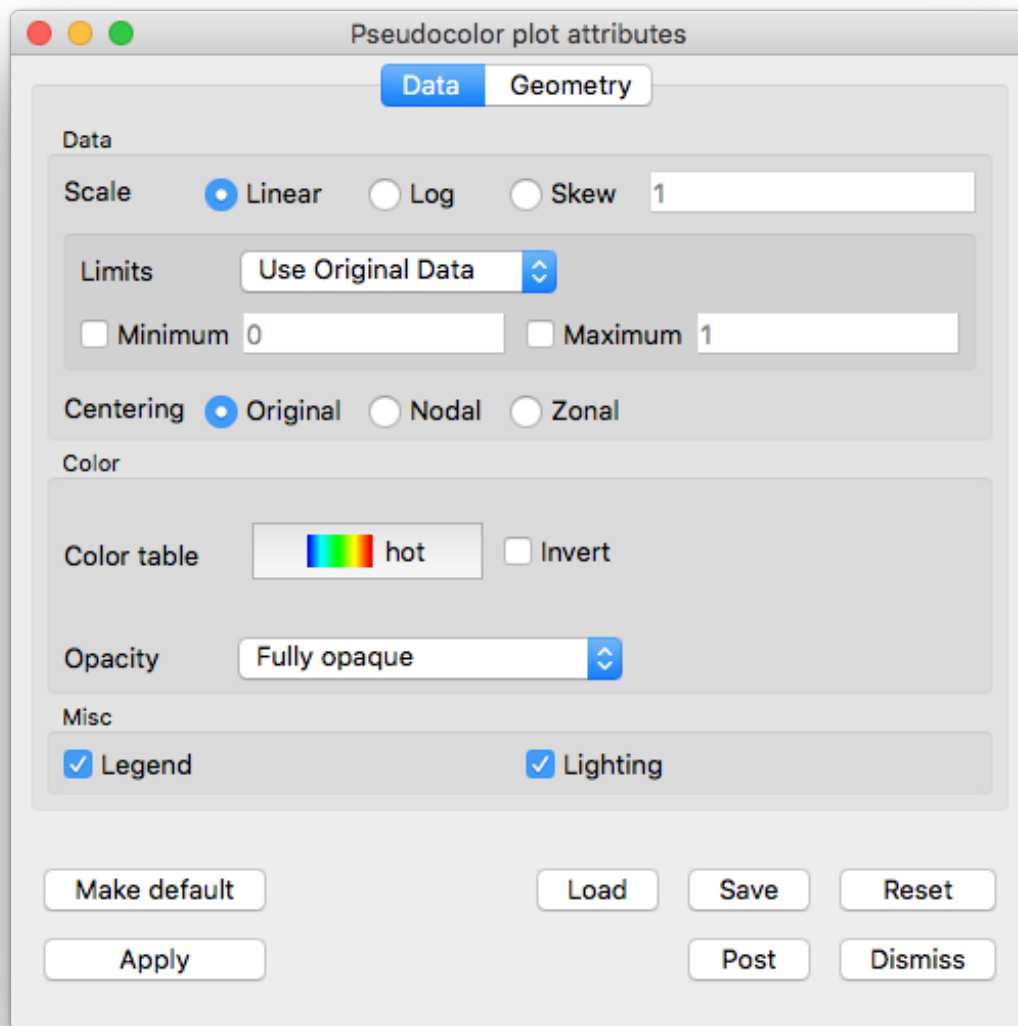 Pseudocolor plot attributes
Data Geometry
Data
Scale Linear Log Skew 1
Limits Use Original Data
Minimum 0 Maximum 1
Centering Original Nodal Zonal
Color
Color table hot Invert
Opacity Fully opaque
Misc
Legend Lighting
Make default Load Save Reset
Apply Post Dismiss